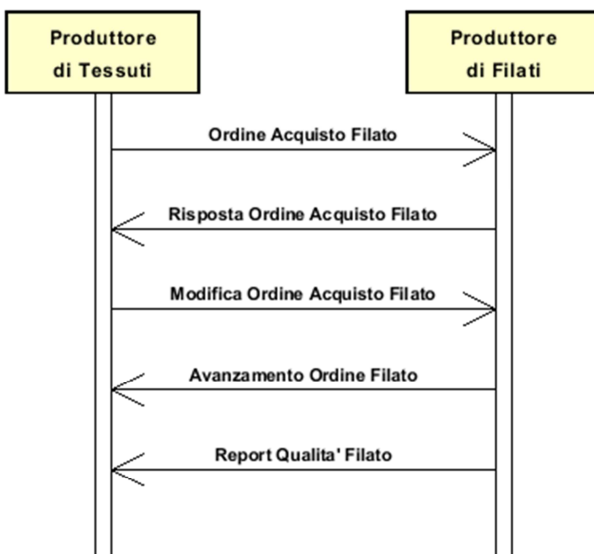 Produttore
di Tessuti
Produttore
di Filati
Ordine Acquisto Filato
Risposta Ordine Acquisto Filato
Modifica Ordine Acquisto Filato
Avanzamento Ordine Filato
Report Qualita' Filato